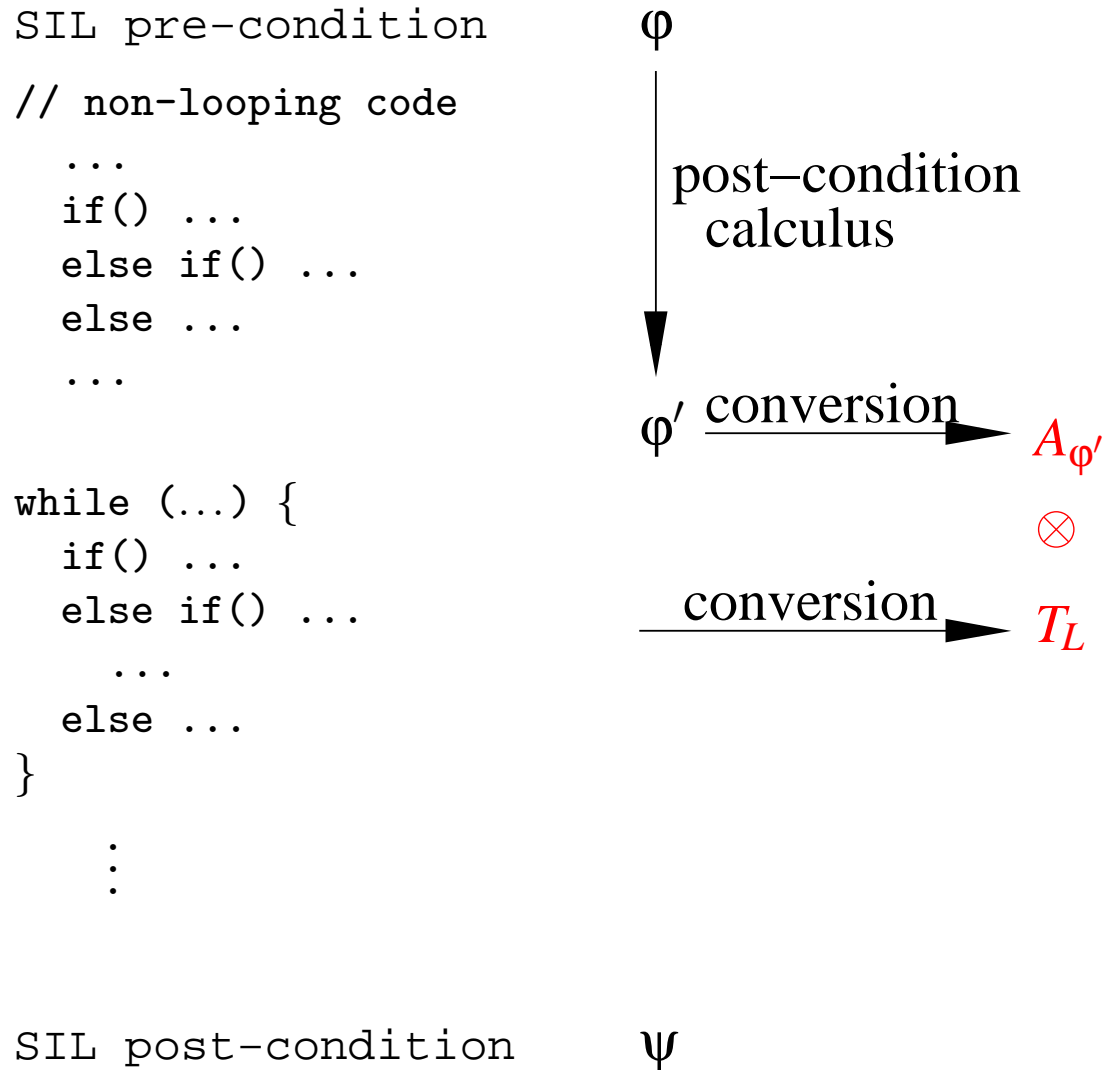 SIL pre-condition φ
// non-looping code
...
if() ...
post-condition
calculus
else if() ...
else ...
...
φ′ conversion A_φ′
while (...) {
⊗
if() ...
else if() ...
conversion T_L
...
else ...
}
⋮
SIL post-condition ψ